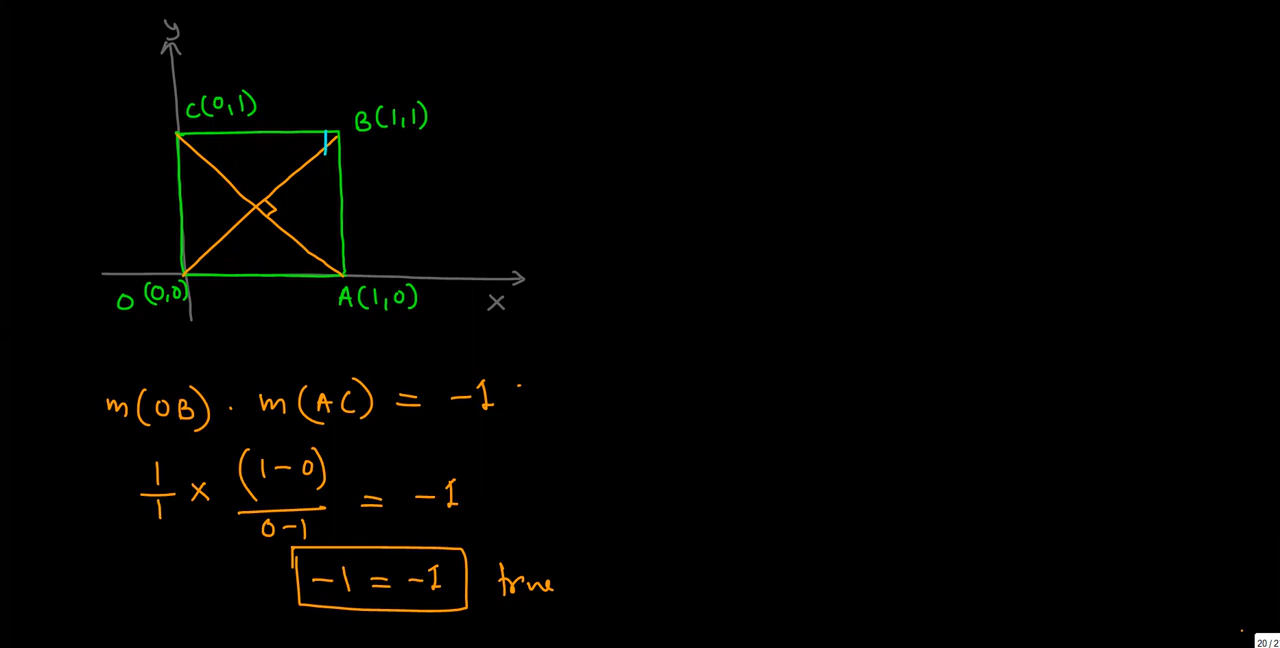 y
C(0,1)
B(1,1)
O (0,0)
A(1,0)
x
m(OB) · m(AC) = -1
1/1 × (1-0)/0-1 = -1
-1 = -1 true
20 / 2